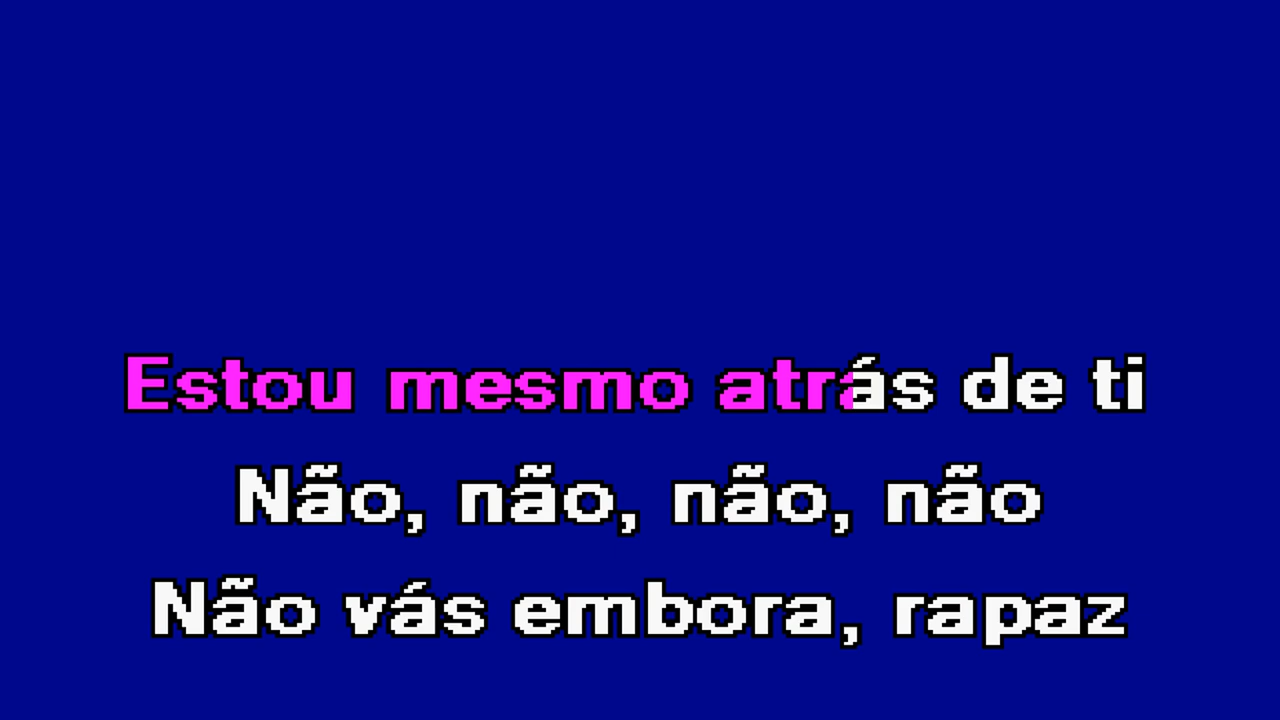 Estou mesmo atrás de ti
Não, não, não, não
Não vás embora, rapaz